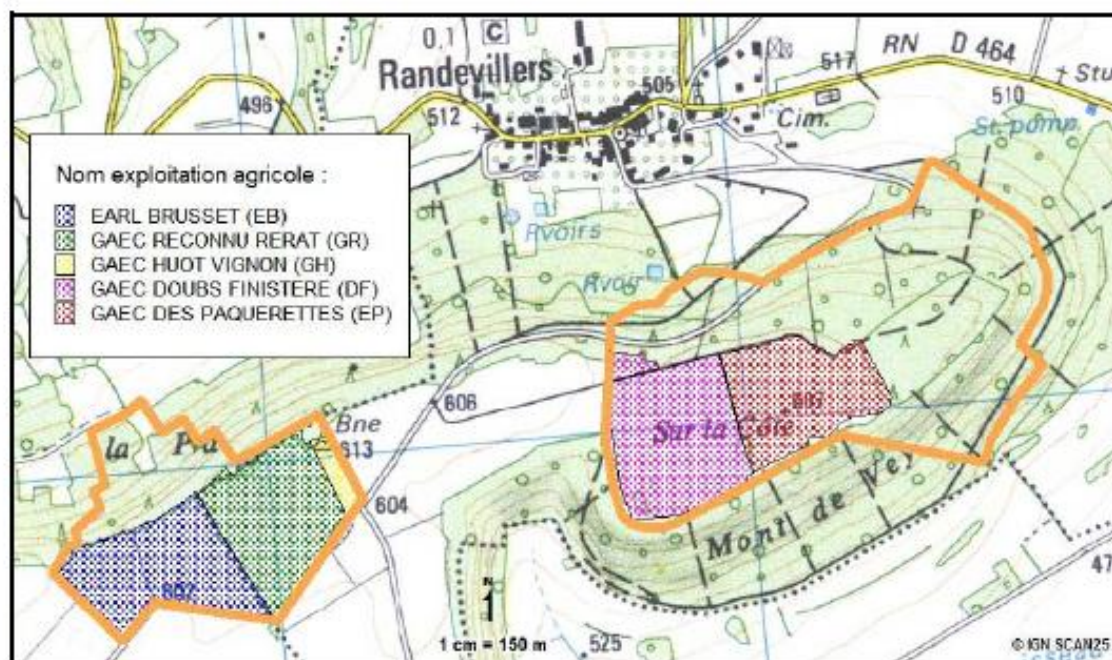 0,1 C
Randevillers
496
512
505
517
RN D 464
† Stu
510
Cim.
St. pomp
Nom exploitation agricole :
EARL BRUSSET (EB)
GAEC RECONNU RERAT (GR)
GAEC HUOT VIGNON (GH)
GAEC DOUBS FINISTERE (DF)
GAEC DES PAQUERETTES (EP)
Rvoirs
Rvoir
606
Bne
613
la
604
Sur la Côte
Mont de Vey
N
1 cm = 150 m
525
47
© IGN SCAN25